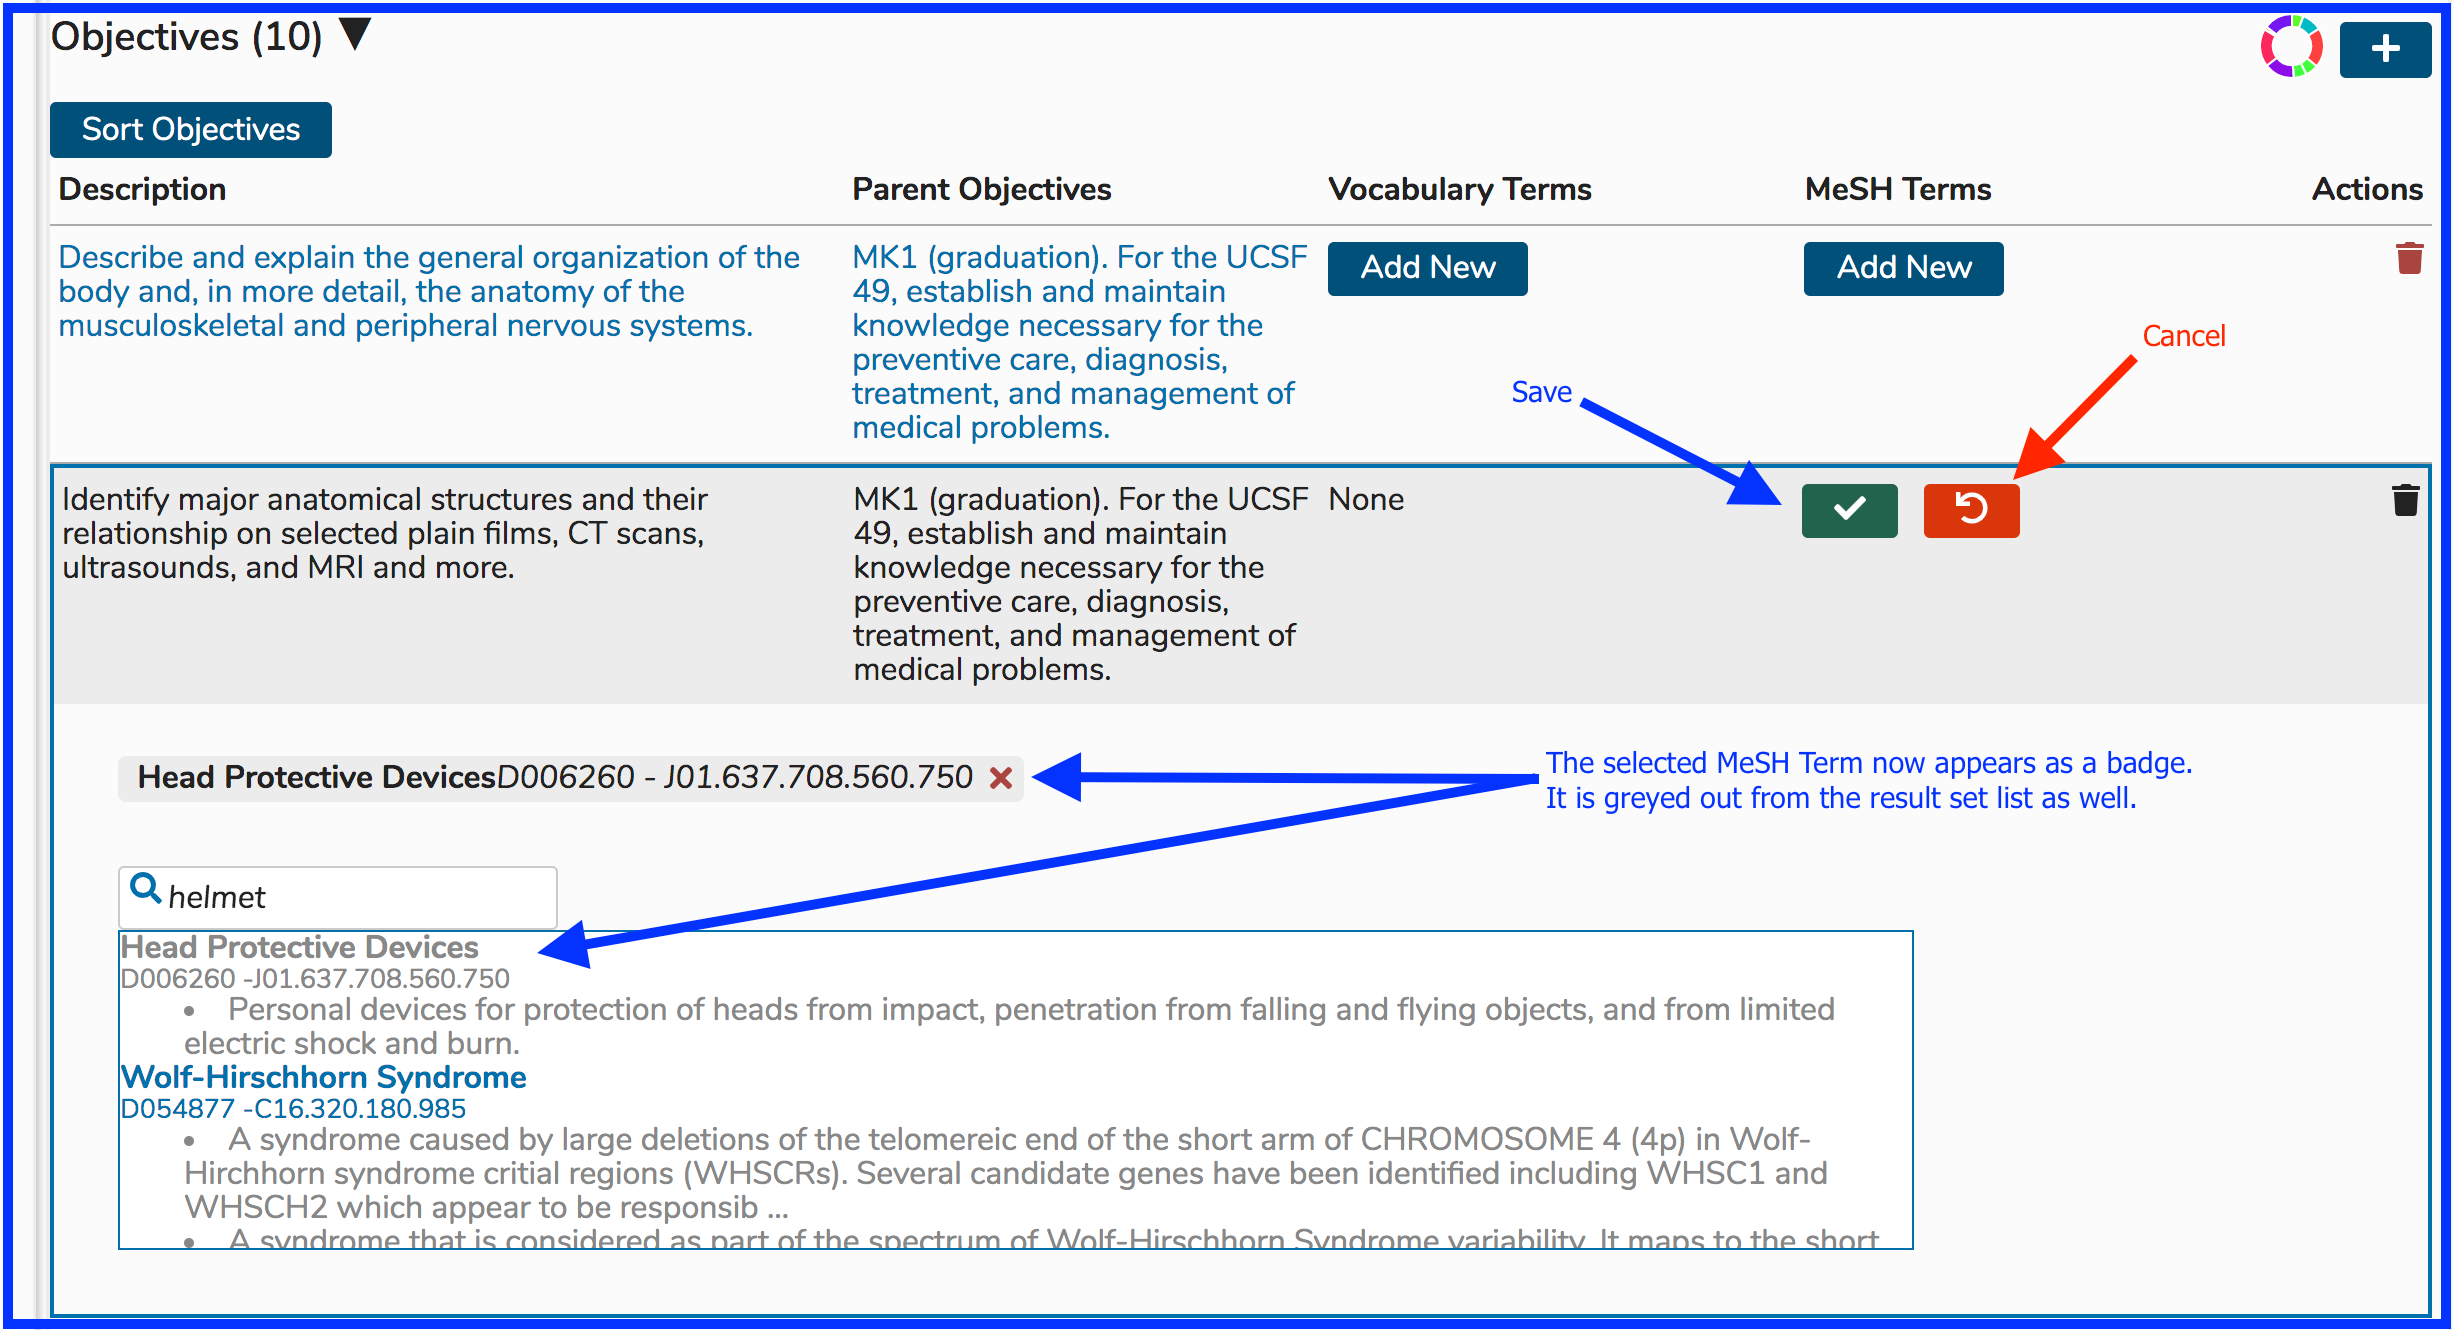 Objectives (10) ▼
Sort Objectives
Description Parent Objectives Vocabulary Terms MeSH Terms Actions
Describe and explain the general organization of the
body and, in more detail, the anatomy of the
musculoskeletal and peripheral nervous systems.
MK1 (graduation). For the UCSF
49, establish and maintain
knowledge necessary for the
preventive care, diagnosis,
treatment, and management of
medical problems.
Add New
Add New
Cancel
Save
Identify major anatomical structures and their
relationship on selected plain films, CT scans,
ultrasounds, and MRI and more.
MK1 (graduation). For the UCSF
49, establish and maintain
knowledge necessary for the
preventive care, diagnosis,
treatment, and management of
medical problems.
None
Head Protective DevicesD006260 - J01.637.708.560.750
The selected MeSH Term now appears as a badge.
It is greyed out from the result set list as well.
helmet
Head Protective Devices
D006260 -J01.637.708.560.750
• Personal devices for protection of heads from impact, penetration from falling and flying objects, and from limited
electric shock and burn.
Wolf-Hirschhorn Syndrome
D054877 -C16.320.180.985
• A syndrome caused by large deletions of the telomereic end of the short arm of CHROMOSOME 4 (4p) in Wolf-
Hirchhorn syndrome critial regions (WHSCRs). Several candidate genes have been identified including WHSC1 and
WHSCH2 which appear to be responsib ...
• A syndrome that is considered as part of the spectrum of Wolf-Hirschhorn Syndrome variability. It maps to the short